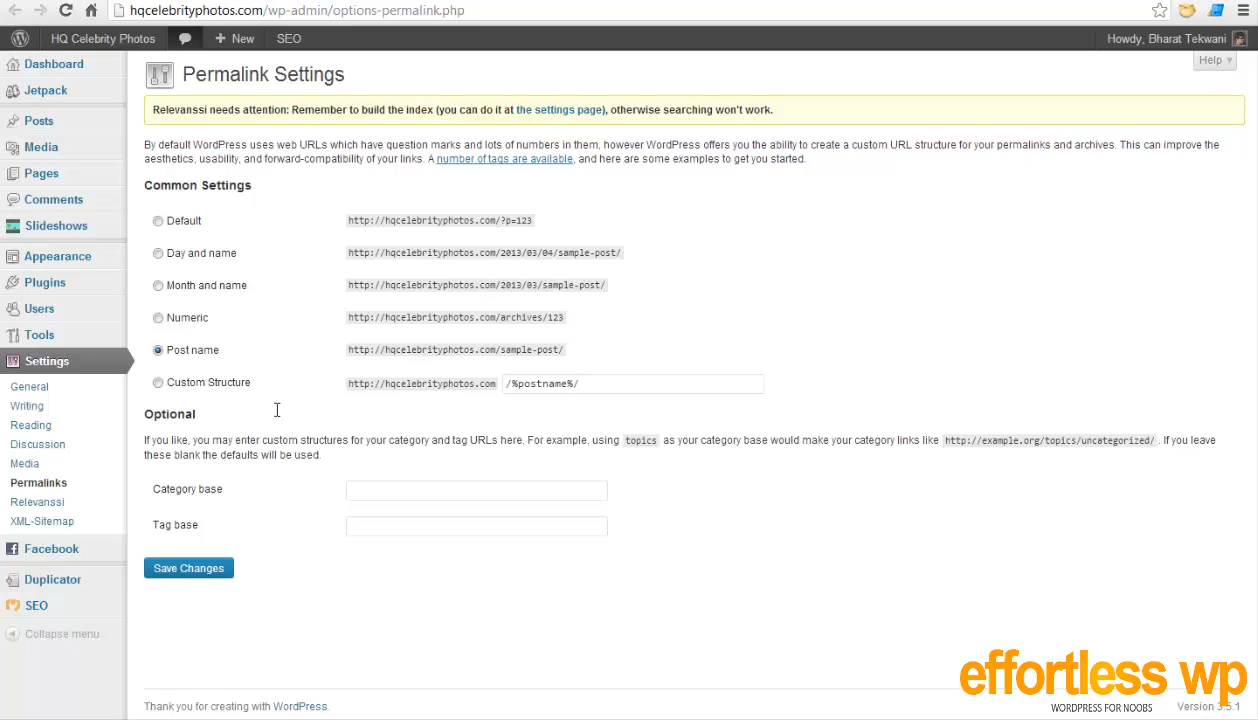 hqcelebrityphotos.com/wp-admin/options-permalink.php
HQ Celebrity Photos
+ New
SEO
Howdy, Bharat Tekwani
Dashboard
Jetpack
Posts
Media
Pages
Comments
Slideshows
Appearance
Plugins
Users
Tools
Settings
General
Writing
Reading
Discussion
Media
Permalinks
Relevanssi
XML-Sitemap
Facebook
Duplicator
SEO
Collapse menu
Help
Permalink Settings
Relevanssi needs attention: Remember to build the index (you can do it at the settings page), otherwise searching won't work.
By default WordPress uses web URLs which have question marks and lots of numbers in them, however WordPress offers you the ability to create a custom URL structure for your permalinks and archives. This can improve the
aesthetics, usability, and forward-compatibility of your links. A number of tags are available, and here are some examples to get you started.
Common Settings
Default http://hqcelebrityphotos.com/?p=123
Day and name http://hqcelebrityphotos.com/2013/03/04/sample-post/
Month and name http://hqcelebrityphotos.com/2013/03/sample-post/
Numeric http://hqcelebrityphotos.com/archives/123
Post name http://hqcelebrityphotos.com/sample-post/
Custom Structure http://hqcelebrityphotos.com /%postname%/
Optional
If you like, you may enter custom structures for your category and tag URLs here. For example, using topics as your category base would make your category links like http://example.org/topics/uncategorized/ . If you leave
these blank the defaults will be used.
Category base
Tag base
Save Changes
effortless wp
WORDPRESS FOR NOOBS
Thank you for creating with WordPress.
Version 3.5.1